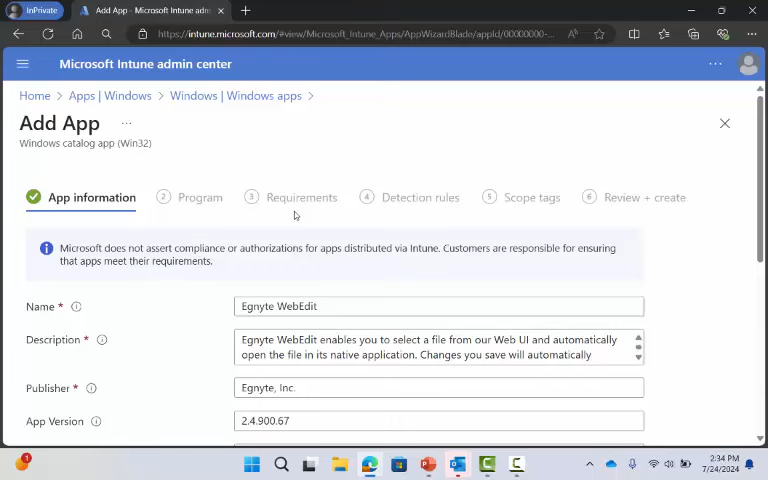 InPrivate
Add App - Microsoft Intune admin
https://intune.microsoft.com/#view/Microsoft_Intune_Apps/AppWizardBlade/appId/00000000-...
Microsoft Intune admin center
Home > Apps | Windows > Windows | Windows apps >
Add App ...
Windows catalog app (Win32)
App information
2 Program
3 Requirements
4 Detection rules
5 Scope tags
6 Review + create
Microsoft does not assert compliance or authorizations for apps distributed via Intune. Customers are responsible for ensuring
that apps meet their requirements.
Name *
Egnyte WebEdit
Description *
Egnyte WebEdit enables you to select a file from our Web UI and automatically
open the file in its native application. Changes you save will automatically
Publisher *
Egnyte, Inc.
App Version
2.4.900.67
1
2:34 PM
7/24/2024